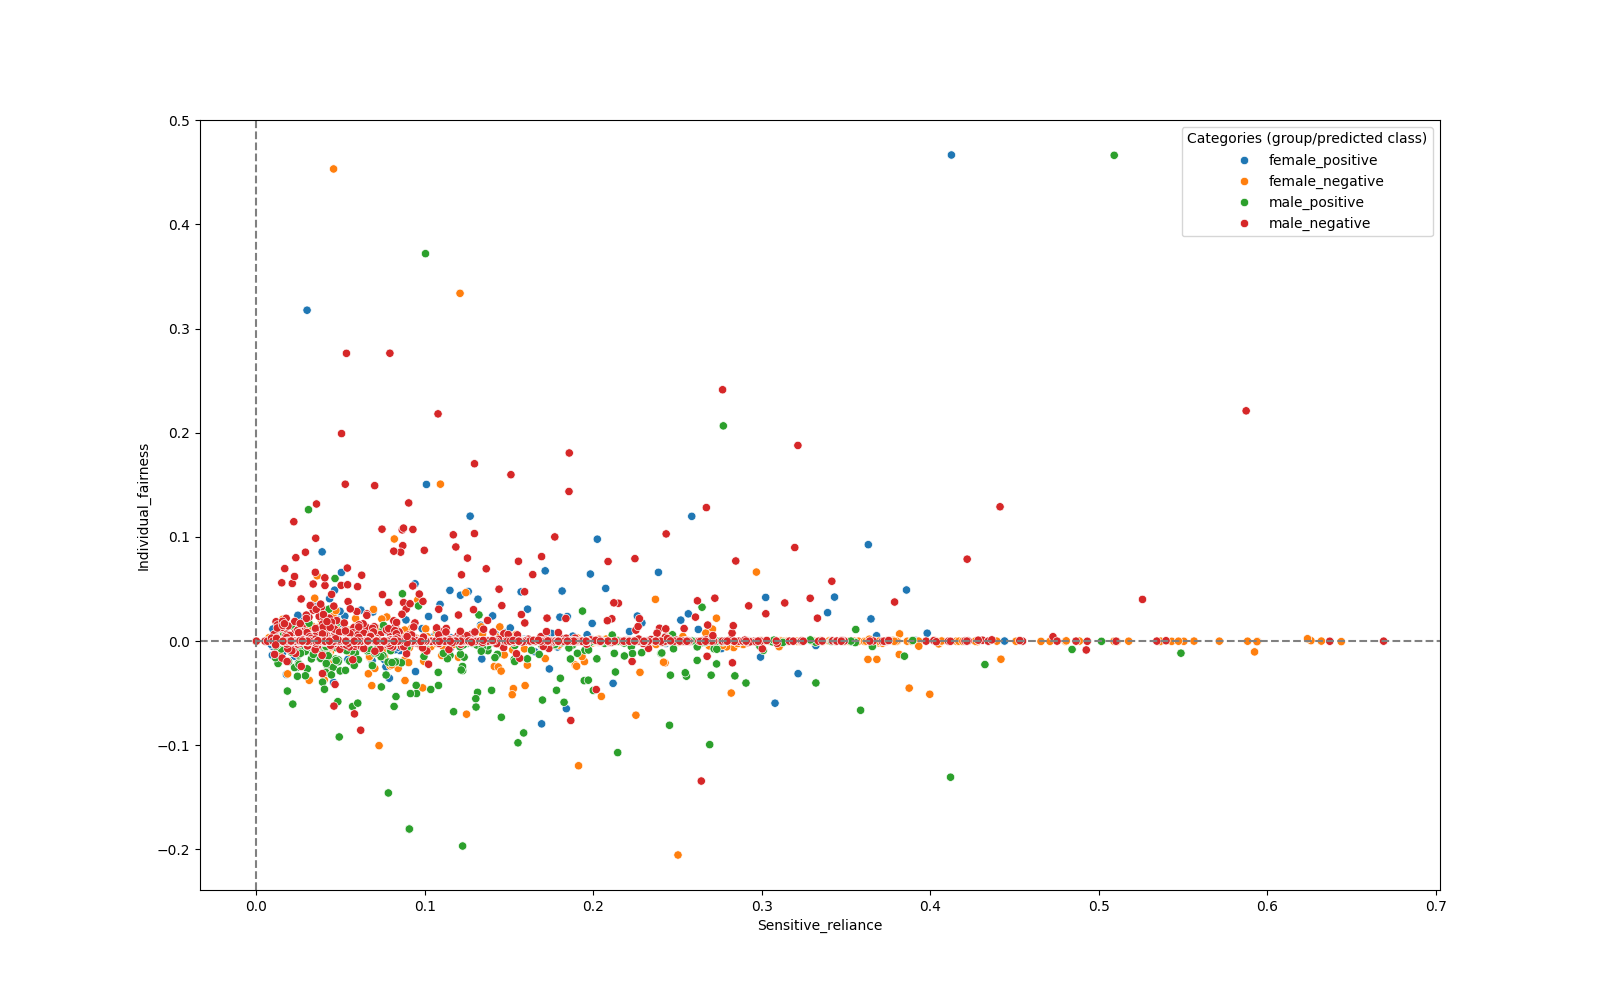 0.5
0.4
0.3
0.2
0.1
0.0
−0.1
−0.2
Individual_fairness
Categories (group/predicted class)
female_positive
female_negative
male_positive
male_negative
0.0 0.1 0.2 0.3 0.4 0.5 0.6 0.7
Sensitive_reliance